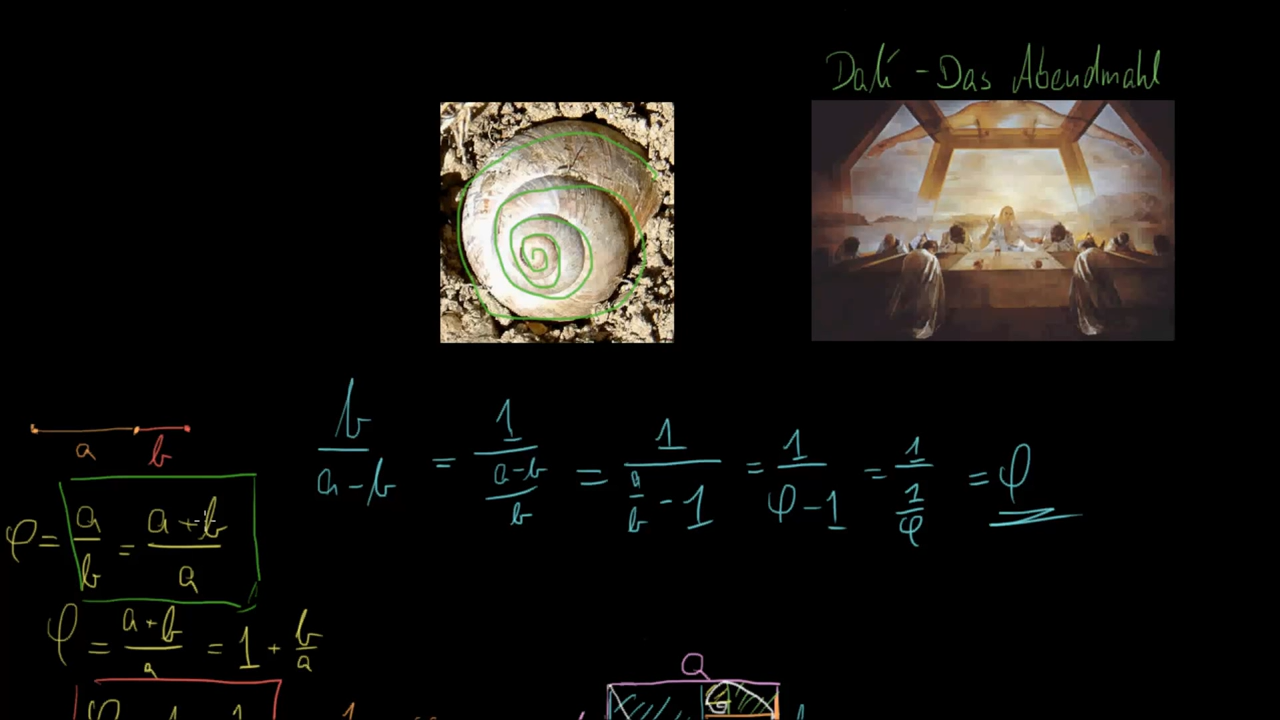 Dalí - Das Abendmahl
b/(a-b) = 1/((a-b)/b) = 1/(a/b - 1) = 1/(φ-1) = 1/(1/φ) = φ
a b
φ = a/b = (a+b)/a
φ = (a+b)/a = 1 + b/a
Q